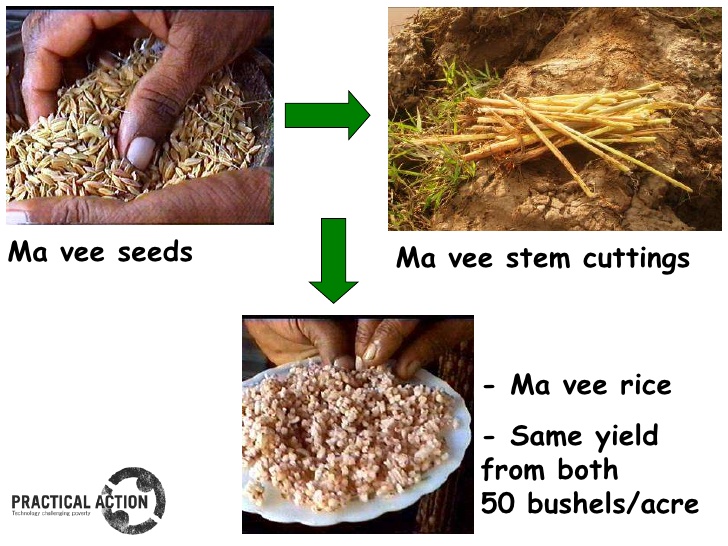 Ma vee seeds
Ma vee stem cuttings
- Ma vee rice
- Same yield
from both
50 bushels/acre
PRACTICAL ACTION
Technology challenging poverty